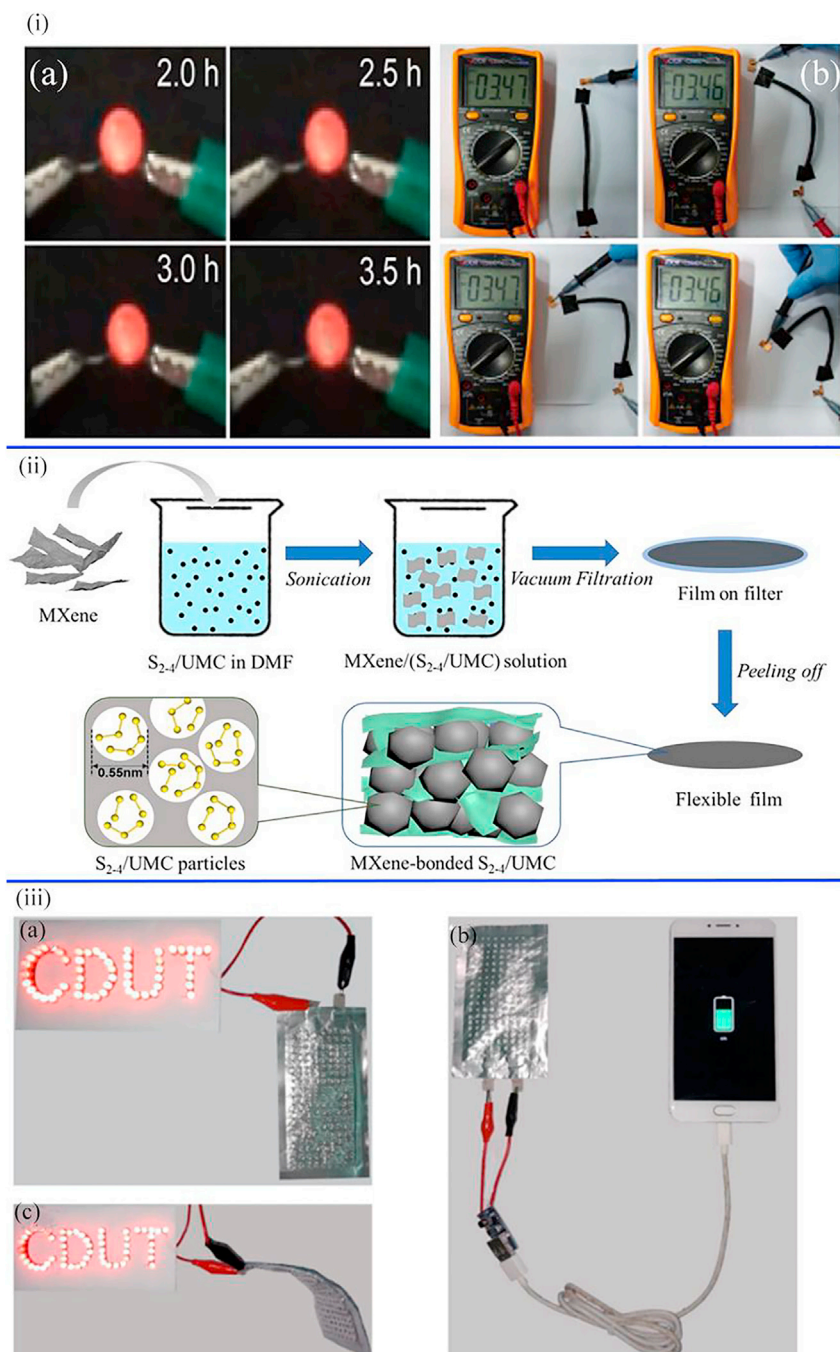 (i)
(a)
2.0 h
2.5 h
03.47
03.46
(b)
3.0 h
3.5 h
03.47
03.46
(ii)
MXene
Sonication
Vacuum Filtration
Film on filter
S2-4/UMC in DMF
MXene/(S2-4/UMC) solution
Peeling off
0.55nm
Flexible film
S2-4/UMC particles
MXene-bonded S2-4/UMC
(iii)
(a)
CDUT
(b)
(c)
CDUT